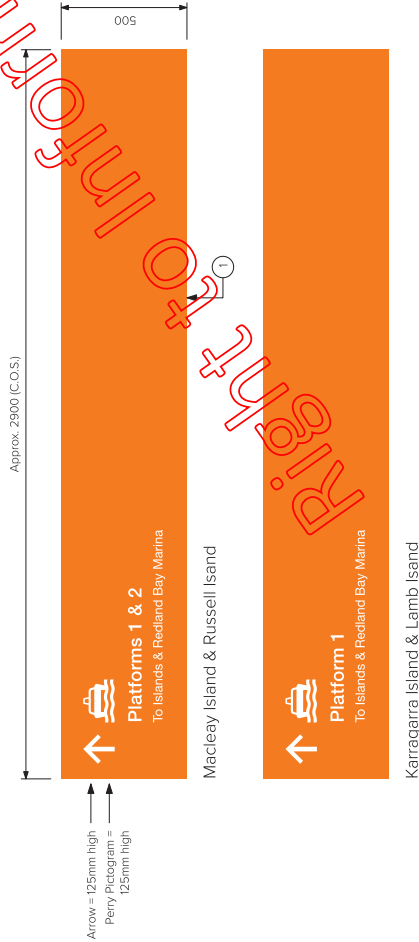 500
Approx. 2900 (C.O.S.)
Arrow = 125mm high
Perry Pictogram =
125mm high
Platforms 1 & 2
To Islands & Redland Bay Marina
1
Macleay Island & Russell Isand
Platform 1
To Islands & Redland Bay Marina
Karragarra Island & Lamb Isand
Right to Infor